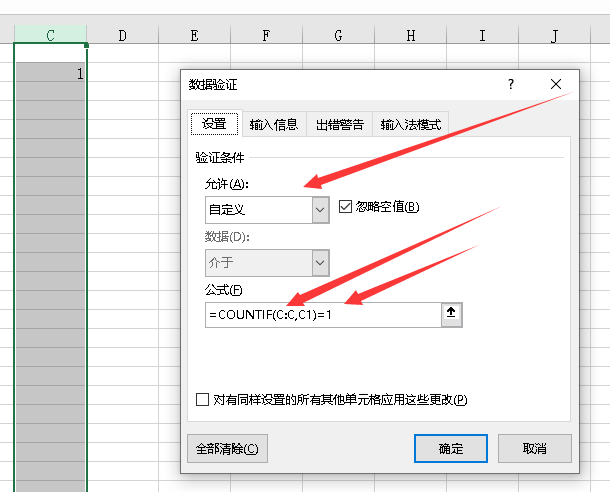 C D E F G H I J
1
数据验证 ?
设置 输入信息 出错警告 输入法模式
验证条件
允许(A):
自定义 忽略空值(B)
数据(D):
介于
公式(F)
=COUNTIF(C:C,C1)=1
对有同样设置的所有其他单元格应用这些更改(P)
全部清除(C) 确定 取消